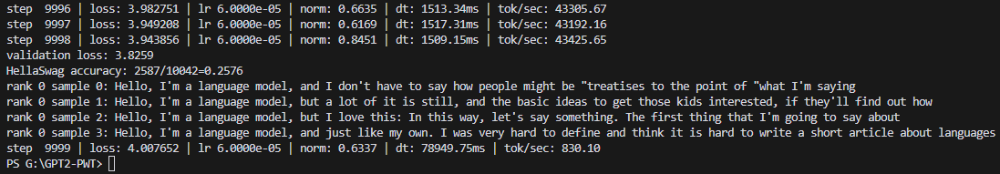 step  9996 | loss: 3.982751 | lr 6.0000e-05 | norm: 0.6635 | dt: 1513.34ms | tok/sec: 43305.67
step  9997 | loss: 3.949208 | lr 6.0000e-05 | norm: 0.6169 | dt: 1517.31ms | tok/sec: 43192.16
step  9998 | loss: 3.943856 | lr 6.0000e-05 | norm: 0.8451 | dt: 1509.15ms | tok/sec: 43425.65
validation loss: 3.8259
HellaSwag accuracy: 2587/10042=0.2576
rank 0 sample 0: Hello, I'm a language model, and I don't have to say how people might be "treatises to the point of "what I'm saying
rank 0 sample 1: Hello, I'm a language model, but a lot of it is still, and the basic ideas to get those kids interested, if they'll find out how
rank 0 sample 2: Hello, I'm a language model, but I love this: In this way, let's say something. The first thing that I'm going to say about
rank 0 sample 3: Hello, I'm a language model, and just like my own. I was very hard to define and think it is hard to write a short article about languages
step  9999 | loss: 4.007652 | lr 6.0000e-05 | norm: 0.6337 | dt: 78949.75ms | tok/sec: 830.10
PS G:\GPT2-PWT>